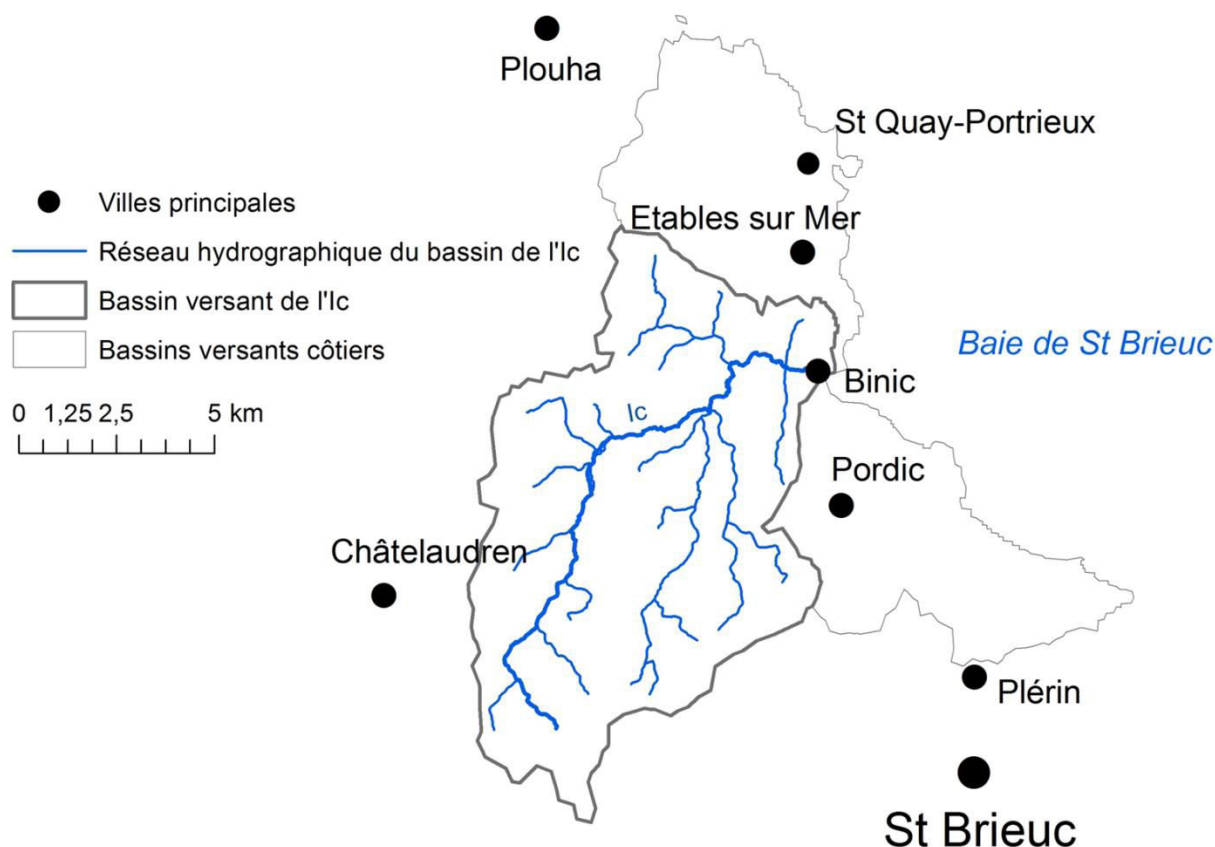 Plouha
St Quay-Portrieux
Villes principales
Etables sur Mer
Réseau hydrographique du bassin de l'Ic
Bassin versant de l'Ic
Bassins versants côtiers
Baie de St Brieuc
Binic
0 1,25 2,5 5 km
Ic
Pordic
Châtelaudren
Plérin
St Brieuc